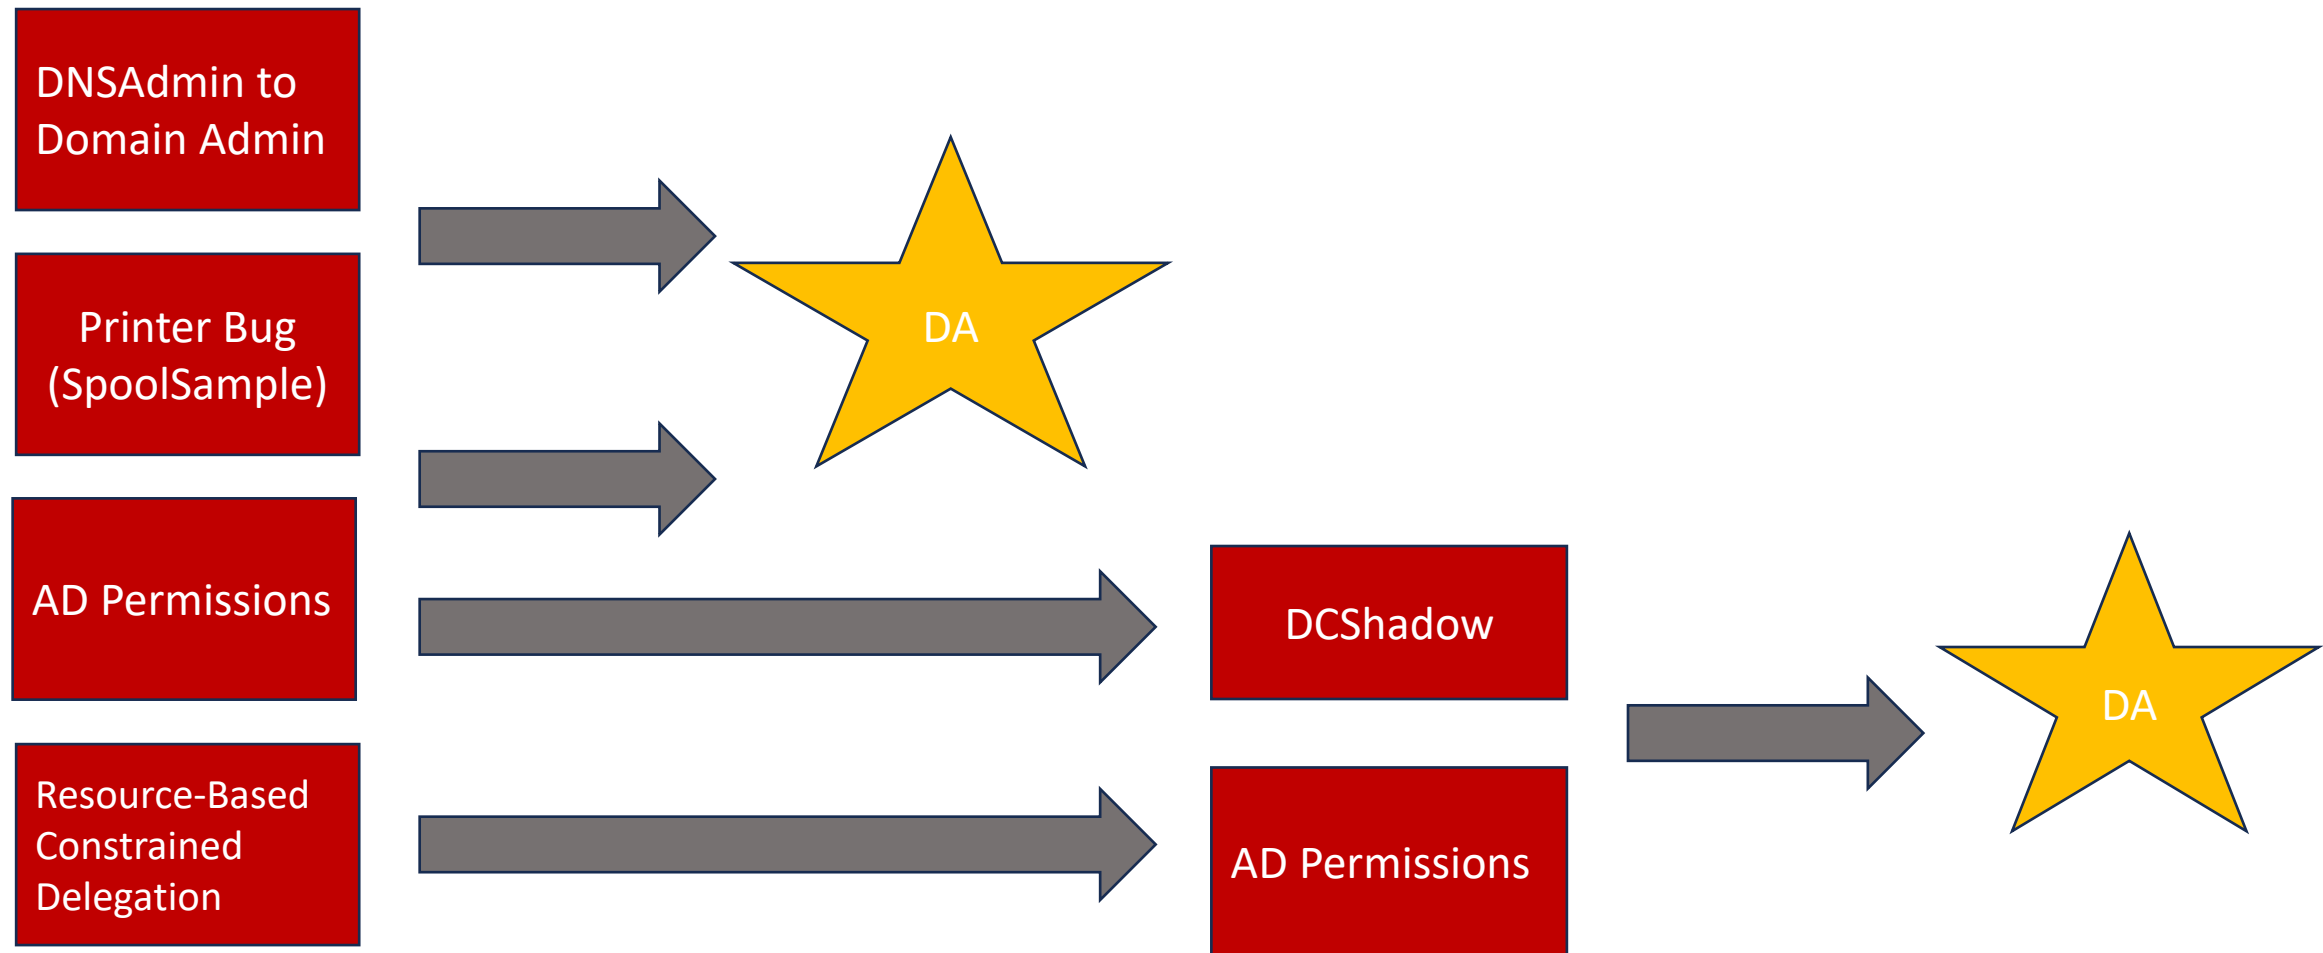 DNSAdmin to
Domain Admin
Printer Bug
(SpoolSample)
DA
AD Permissions
DCShadow
DA
Resource-Based
Constrained
Delegation
AD Permissions